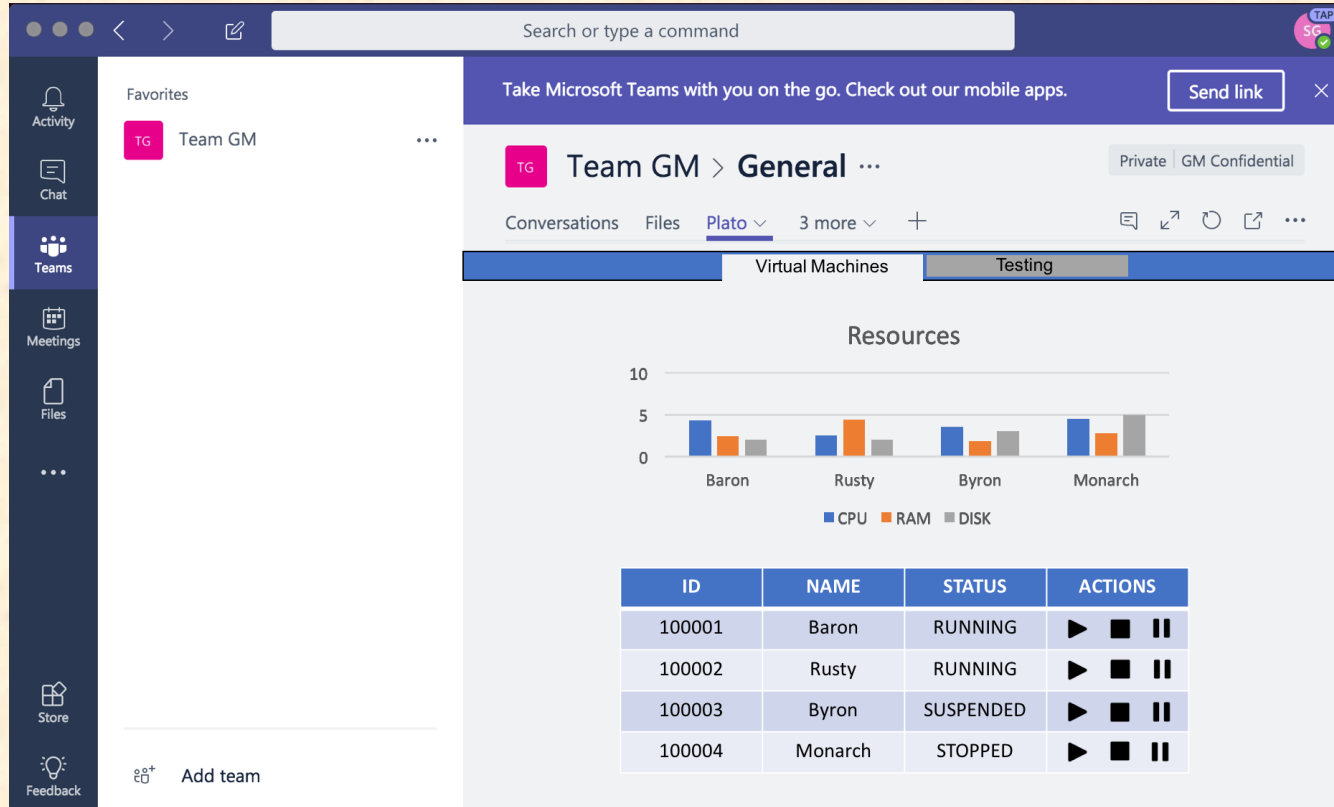 Search or type a command
TAP
SG
Activity
Chat
Teams
Meetings
Files
Store
Feedback
Favorites
TG Team GM
Add team
Take Microsoft Teams with you on the go. Check out our mobile apps. Send link
TG Team GM > General Private GM Confidential
Conversations Files Plato 3 more
Virtual Machines Testing
Resources
10
5
0
Baron Rusty Byron Monarch
CPU RAM DISK
ID NAME STATUS ACTIONS
100001 Baron RUNNING
100002 Rusty RUNNING
100003 Byron SUSPENDED
100004 Monarch STOPPED